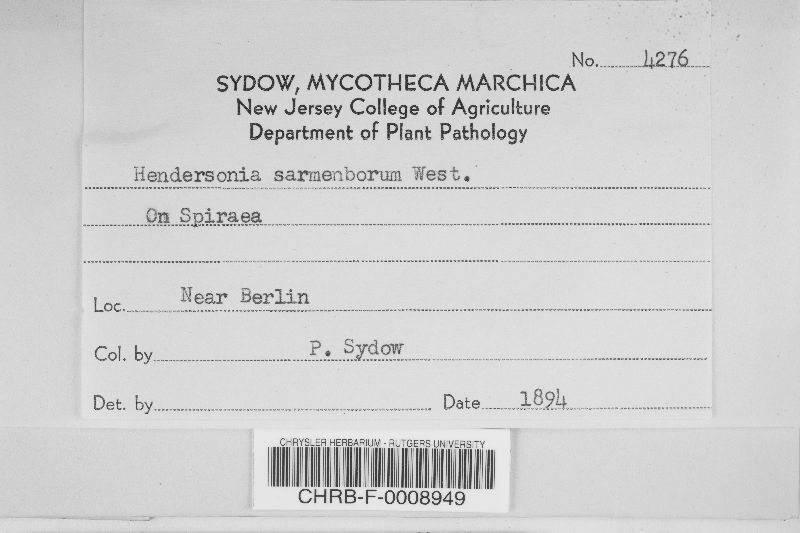 No. 4276
SYDOW, MYCOTHECA MARCHICA
New Jersey College of Agriculture
Department of Plant Pathology
Hendersonia sarmenborum West.
On Spiraea
Loc. Near Berlin
Col. by P. Sydow
Det. by Date 1894
CHRYSLER HERBARIUM - RUTGERS UNIVERSITY
CHRB-F-0008949